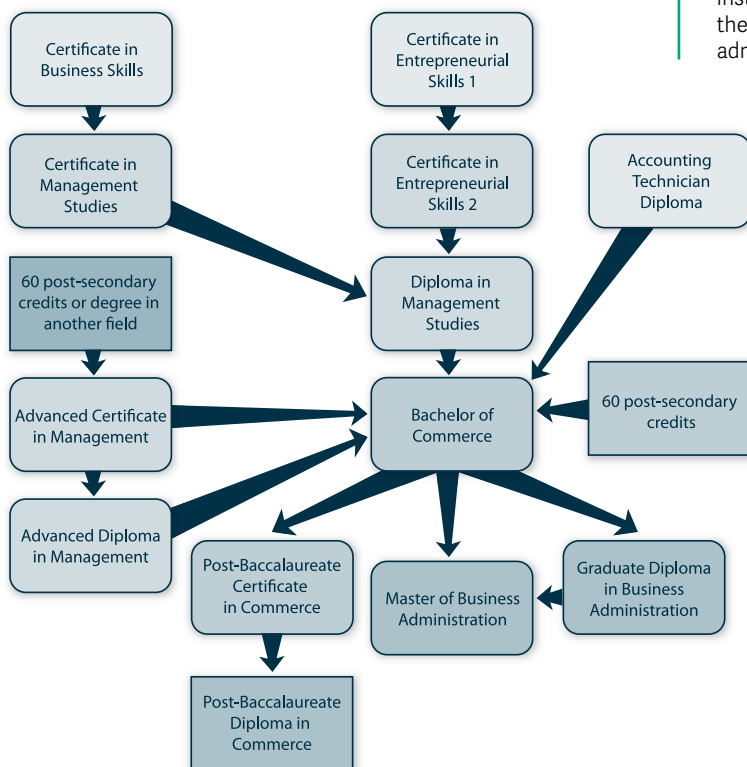 inst
the
adn
Certificate in
Business Skills
Certificate in
Entrepreneurial
Skills 1
Certificate in
Management
Studies
Certificate in
Entrepreneurial
Skills 2
Accounting
Technician
Diploma
60 post-secondary
credits or degree in
another field
Diploma in
Management
Studies
Advanced Certificate
in Management
Bachelor of
Commerce
60 post-secondary
credits
Advanced Diploma
in Management
Post-Baccalaureate
Certificate
in Commerce
Master of Business
Administration
Graduate Diploma
in Business
Administration
Post-Baccalaureate
Diploma in
Commerce